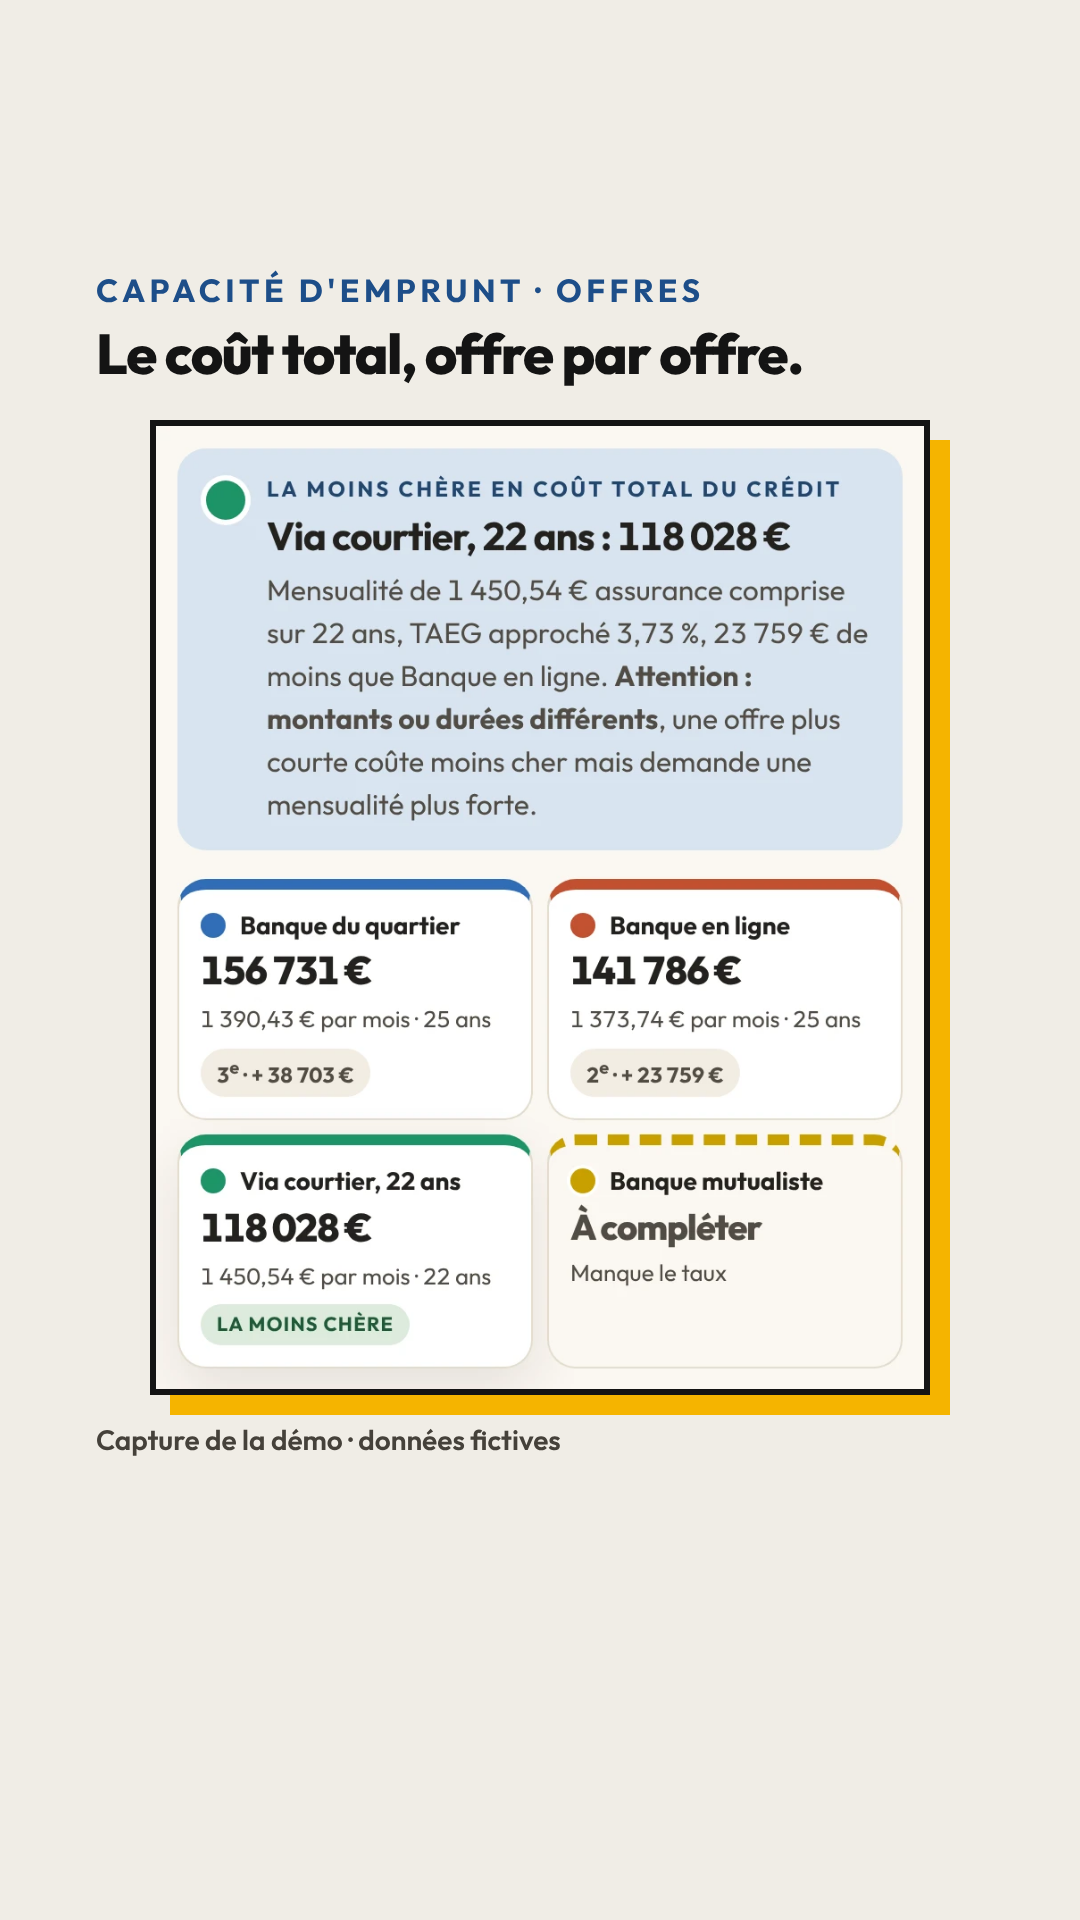 CAPACITÉ D'EMPRUNT · OFFRES
Le coût total, offre par offre.
LA MOINS CHÈRE EN COÛT TOTAL DU CRÉDIT
Via courtier, 22 ans : 118 028 €
Mensualité de 1 450,54 € assurance comprise
sur 22 ans, TAEG approché 3,73 %, 23 759 € de
moins que Banque en ligne. Attention :
montants ou durées différents, une offre plus
courte coûte moins cher mais demande une
mensualité plus forte.
Banque du quartier
156 731 €
1 390,43 € par mois · 25 ans
3e · + 38 703 €
Banque en ligne
141 786 €
1 373,74 € par mois · 25 ans
2e · + 23 759 €
Via courtier, 22 ans
118 028 €
1 450,54 € par mois · 22 ans
LA MOINS CHÈRE
Banque mutualiste
À compléter
Manque le taux
Capture de la démo · données fictives